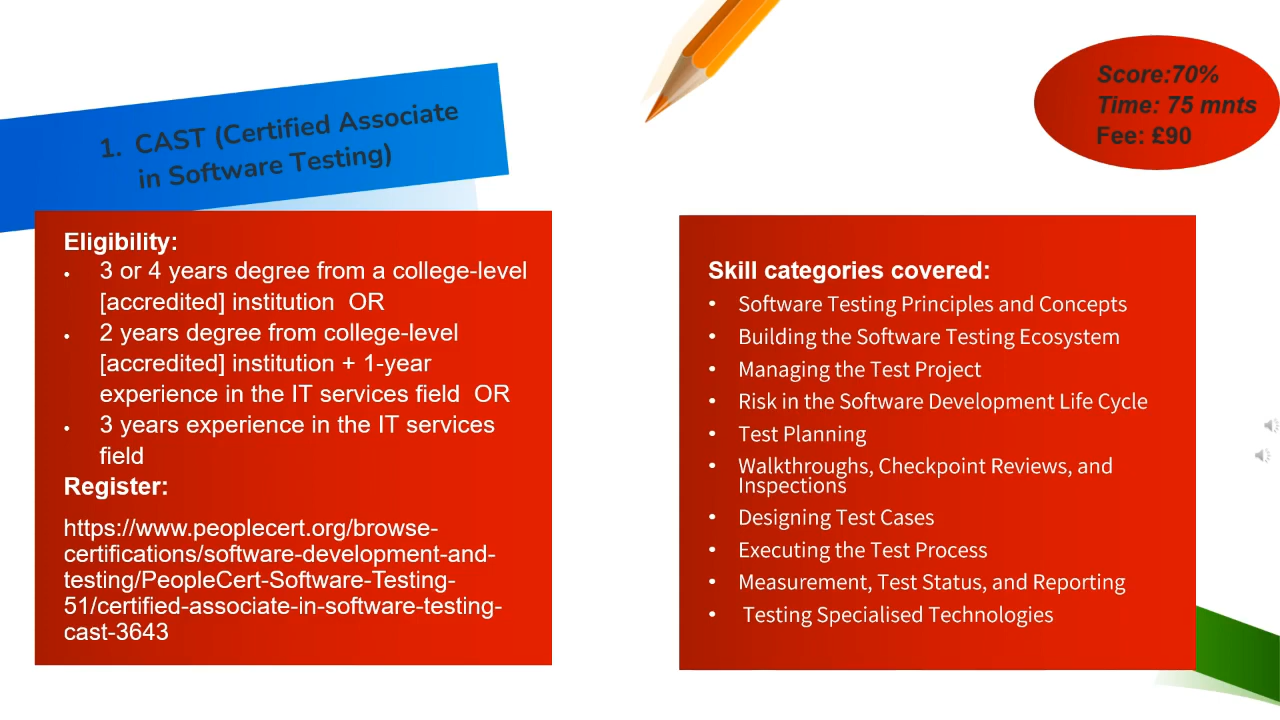 1. CAST (Certified Associate
in Software Testing)
Score:70%
Time: 75 mnts
Fee: £90
Eligibility:
• 3 or 4 years degree from a college-level
[accredited] institution OR
• 2 years degree from college-level
[accredited] institution + 1-year
experience in the IT services field OR
• 3 years experience in the IT services
field
Register:
https://www.peoplecert.org/browse-
certifications/software-development-and-
testing/PeopleCert-Software-Testing-
51/certified-associate-in-software-testing-
cast-3643
Skill categories covered:
• Software Testing Principles and Concepts
• Building the Software Testing Ecosystem
• Managing the Test Project
• Risk in the Software Development Life Cycle
• Test Planning
• Walkthroughs, Checkpoint Reviews, and
Inspections
• Designing Test Cases
• Executing the Test Process
• Measurement, Test Status, and Reporting
• Testing Specialised Technologies